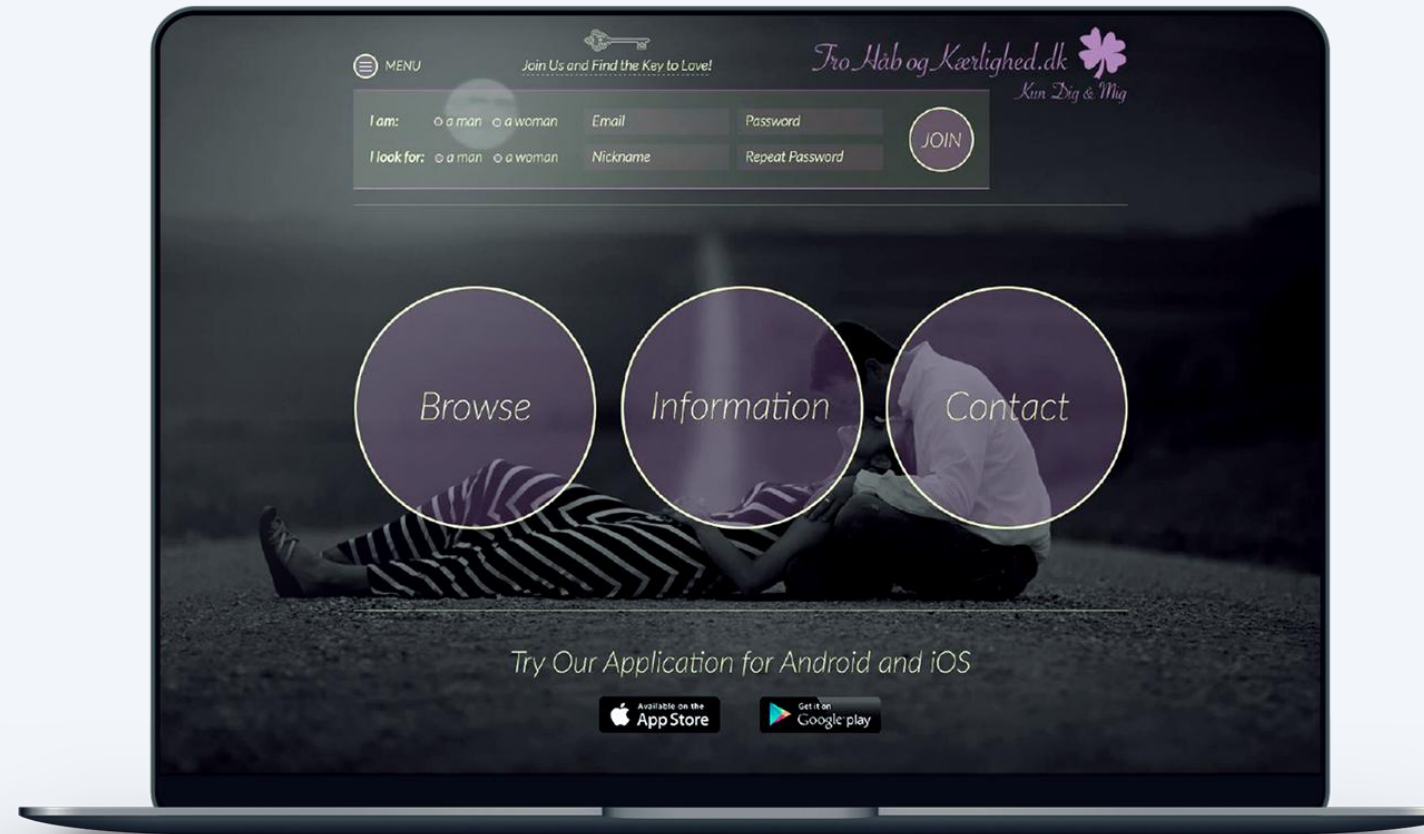 MENU
Join Us and Find the Key to Love!
Tro Håb og Kærlighed.dk
Kun Dig & Mig
I am: a man a woman Email Password
JOIN
I look for: a man a woman Nickname Repeat Password
Browse Information Contact
Try Our Application for Android and iOS
Available on the
App Store
Get it on
Google play